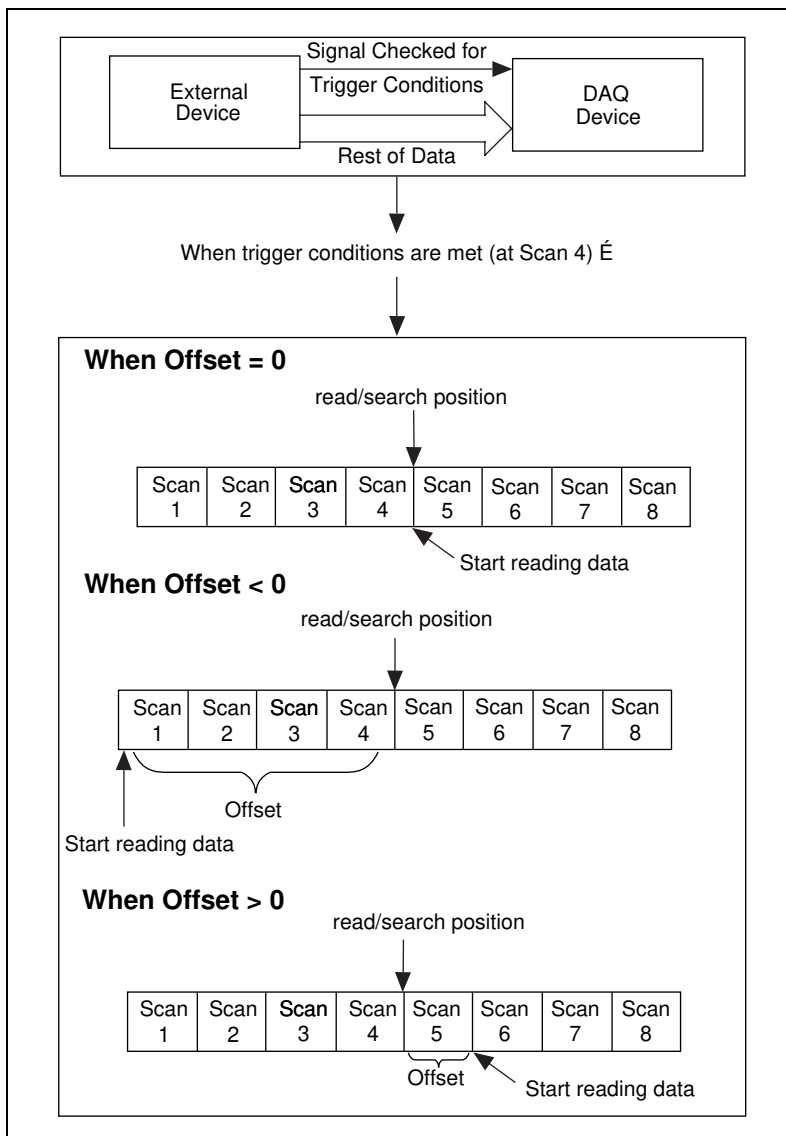 Signal Checked for
Trigger Conditions
External
Device
DAQ
Device
Rest of Data
When trigger conditions are met (at Scan 4) É
When Offset = 0
read/search position
Scan Scan Scan Scan Scan Scan Scan Scan
1 2 3 4 5 6 7 8
Start reading data
When Offset < 0
read/search position
Scan Scan Scan Scan Scan Scan Scan Scan
1 2 3 4 5 6 7 8
Offset
Start reading data
When Offset > 0
read/search position
Scan Scan Scan Scan Scan Scan Scan Scan
1 2 3 4 5 6 7 8
Offset
Start reading data